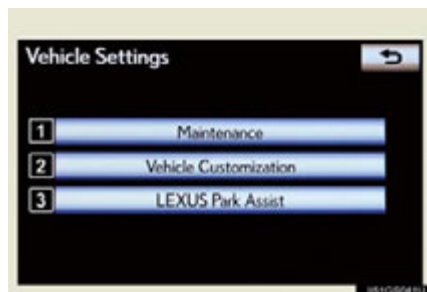 Vehicle Settings
1 Maintenance
2 Vehicle Customization
3 LEXUS Park Assist